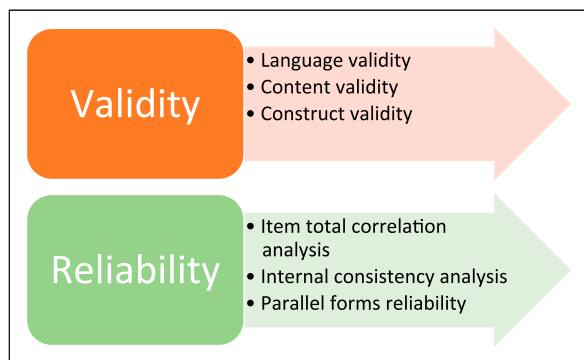 Validity
• Language validity
• Content validity
• Construct validity
Reliability
• Item total correlation
analysis
• Internal consistency analysis
• Parallel forms reliability